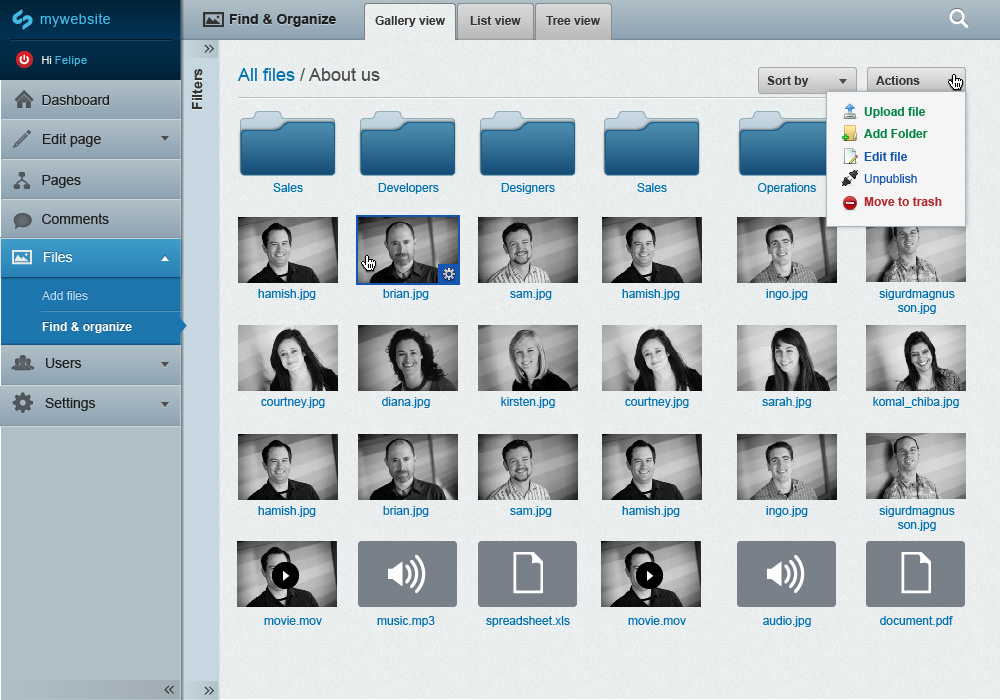 mywebsite
Hi Felipe
Dashboard
Edit page
Pages
Comments
Files
Add files
Find & organize
Users
Settings
Filters
Find & Organize
Gallery view
List view
Tree view
All files / About us
Sort by
Actions
Upload file
Add Folder
Edit file
Unpublish
Move to trash
Sales
Developers
Designers
Sales
Operations
hamish.jpg
brian.jpg
sam.jpg
hamish.jpg
ingo.jpg
sigurdmagnus
son.jpg
courtney.jpg
diana.jpg
kirsten.jpg
courtney.jpg
sarah.jpg
komal_chiba.jpg
hamish.jpg
brian.jpg
sam.jpg
hamish.jpg
ingo.jpg
sigurdmagnus
son.jpg
movie.mov
music.mp3
spreadsheet.xls
movie.mov
audio.jpg
document.pdf